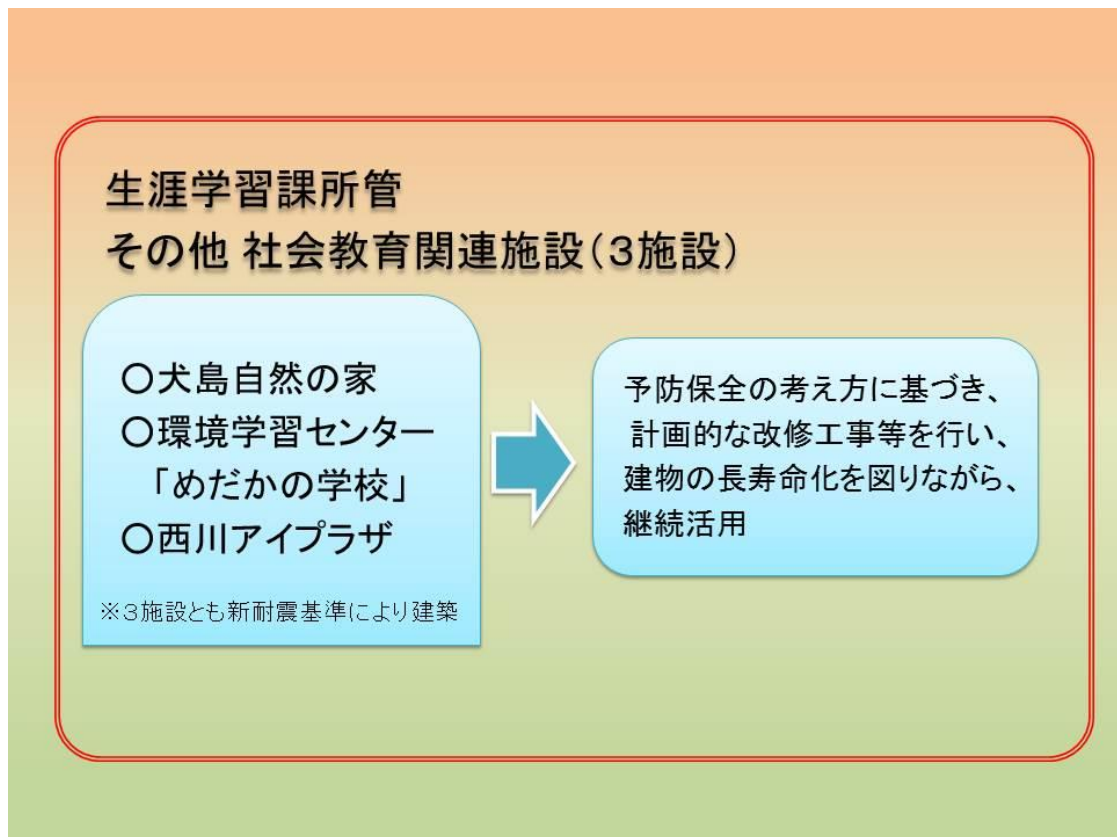 生涯学習課所管
その他 社会教育関連施設（３施設）
〇犬島自然の家
〇環境学習センター
「めだかの学校」
〇西川アイプラザ
※３施設とも新耐震基準により建築
予防保全の考え方に基づき、
計画的な改修工事等を行い、
建物の長寿命化を図りながら、
継続活用